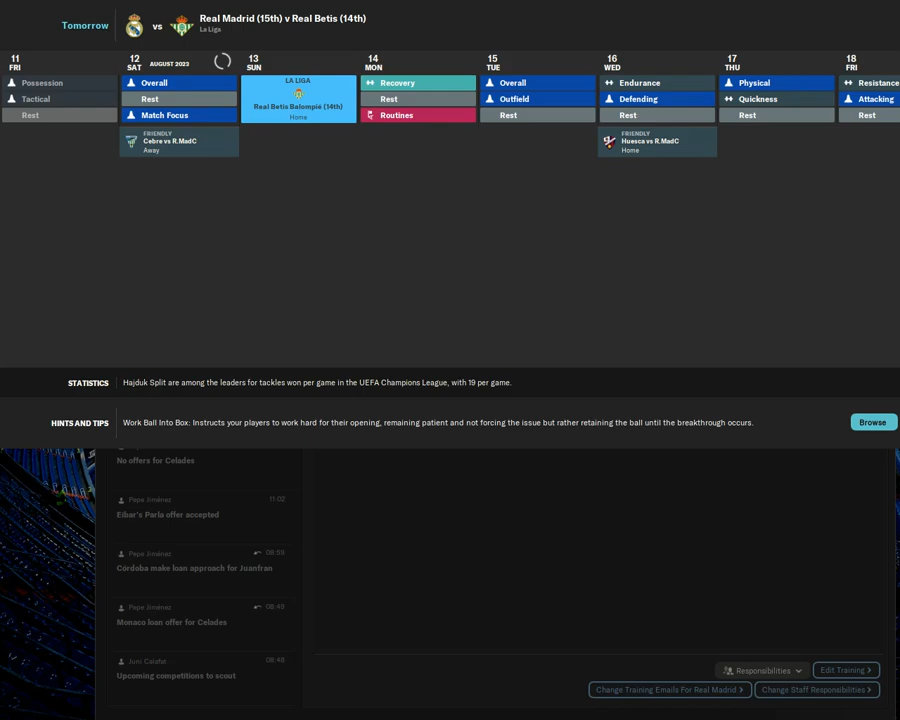 Tomorrow
vs
Real Madrid (15th) v Real Betis (14th)
La Liga
11
FRI
12
SAT
AUGUST 2023
13
SUN
14
MON
15
TUE
16
WED
17
THU
18
FRI
Possession
Tactical
Rest
Overall
Rest
Match Focus
FRIENDLY
Cebre vs R.MadC
Away
LA LIGA
Real Betis Balompié (14th)
Home
Recovery
Rest
Routines
Overall
Outfield
Rest
Endurance
Defending
Rest
FRIENDLY
Huesca vs R.MadC
Home
Physical
Quickness
Rest
Resistance
Attacking
Rest
STATISTICS
Hajduk Split are among the leaders for tackles won per game in the UEFA Champions League, with 19 per game.
HINTS AND TIPS
Work Ball Into Box: Instructs your players to work hard for their opening, remaining patient and not forcing the issue but rather retaining the ball until the breakthrough occurs.
Browse
No offers for Celades
Pepe Jiménez 11:02
Eibar's Parla offer accepted
Pepe Jiménez 08:59
Córdoba make loan approach for Juanfran
Pepe Jiménez 08:49
Monaco loan offer for Celades
Juni Calafat 08:48
Upcoming competitions to scout
Responsibilities
Edit Training
Change Training Emails For Real Madrid
Change Staff Responsibilities